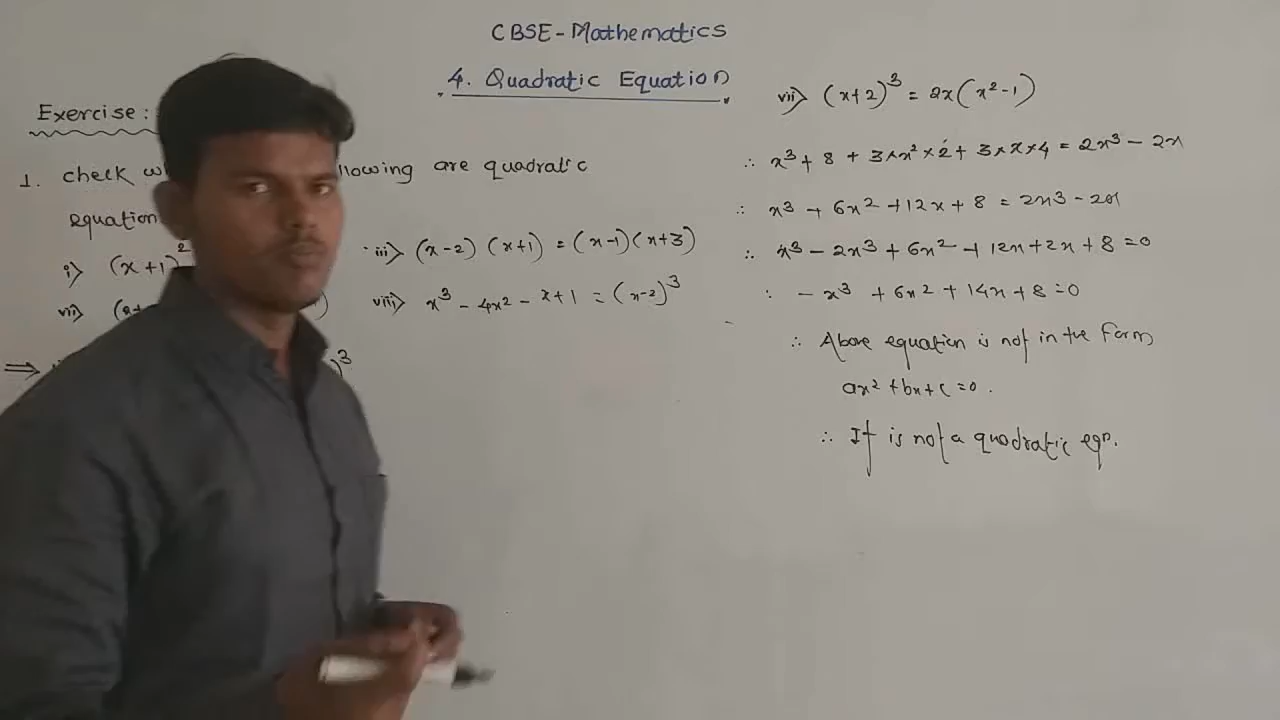 CBSE - Mathematics
4. Quadratic Equation
Exercise :
1. check llowing are quadratic
equation
i) (x+1)²
iii) (x-2) (x+1) = (x-1)(x+3)
vii)
viii) x³ - 4x² - x+1 = (x-2)³
⇒ )³
vii) (x+2)³ = 2x(x²-1)
∴ x³ + 8 + 3×x²×2 + 3×x×4 = 2x³ - 2x
∴ x³ + 6x² + 12x + 8 = 2x³ - 2x
∴ x³ - 2x³ + 6x² + 12x + 2x + 8 = 0
: - x³ + 6x² + 14x + 8 = 0
∴ Above equation is not in the form
ax² + bx + c = 0.
∴ It is not a quadratic eqn.